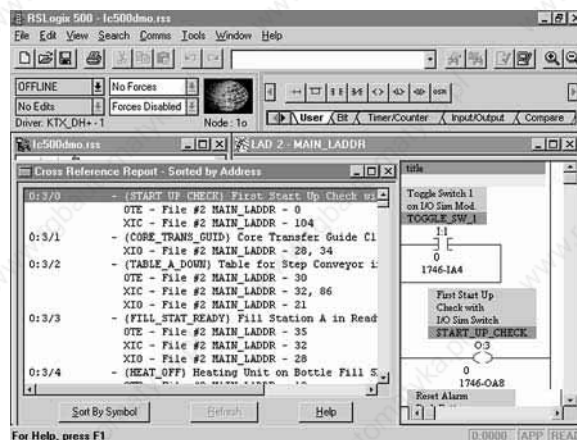 RSLogix 500 - lc500dmo.rss
File Edit View Search Comms Tools Window Help
OFFLINE No Forces
No Edits Forces Disabled
Driver: KTX_DH+ - 1 Node: 1o
User Bit Timer/Counter Input/Output Compare
lc500dmo.rss
LAD 2 - MAIN_LADDR
Cross Reference Report - Sorted by Address
O:3/0 - (START UP CHECK) First Start Up Check wi
OTE - File #2 MAIN_LADDR - 0
XIC - File #2 MAIN_LADDR - 104
O:3/1 - (CORE_TRANS_GUID) Core Transfer Guide Cl
XIO - File #2 MAIN_LADDR - 28, 34
O:3/2 - (TABLE_A_DOWN) Table for Step Conveyor i
OTE - File #2 MAIN_LADDR - 30
XIC - File #2 MAIN_LADDR - 32, 86
XIO - File #2 MAIN_LADDR - 21
O:3/3 - (FILL_STAT_READY) Fill Station A in Read
OTE - File #2 MAIN_LADDR - 35
XIC - File #2 MAIN_LADDR - 32
XIO - File #2 MAIN_LADDR - 28
O:3/4 - (HEAT_OFF) Heating Unit on Bottle Fill S
Sort By Symbol Refresh Help
title
Toggle Switch 1
on I/O Sim Mod.
TOGGLE_SW_1
I:1
0
1746-IA4
First Start Up
Check with
I/O Sim Switch
START_UP_CHECK
O:3
0
1746-OA8
Reset Alarm
For Help, press F1
0:0000 APP READ